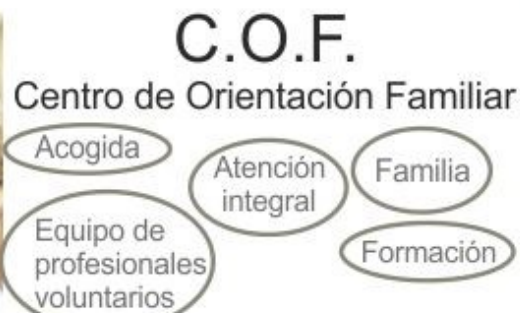 C.O.F.
Centro de Orientación Familiar
Acogida
Atención
integral
Familia
Equipo de
profesionales
voluntarios
Formación